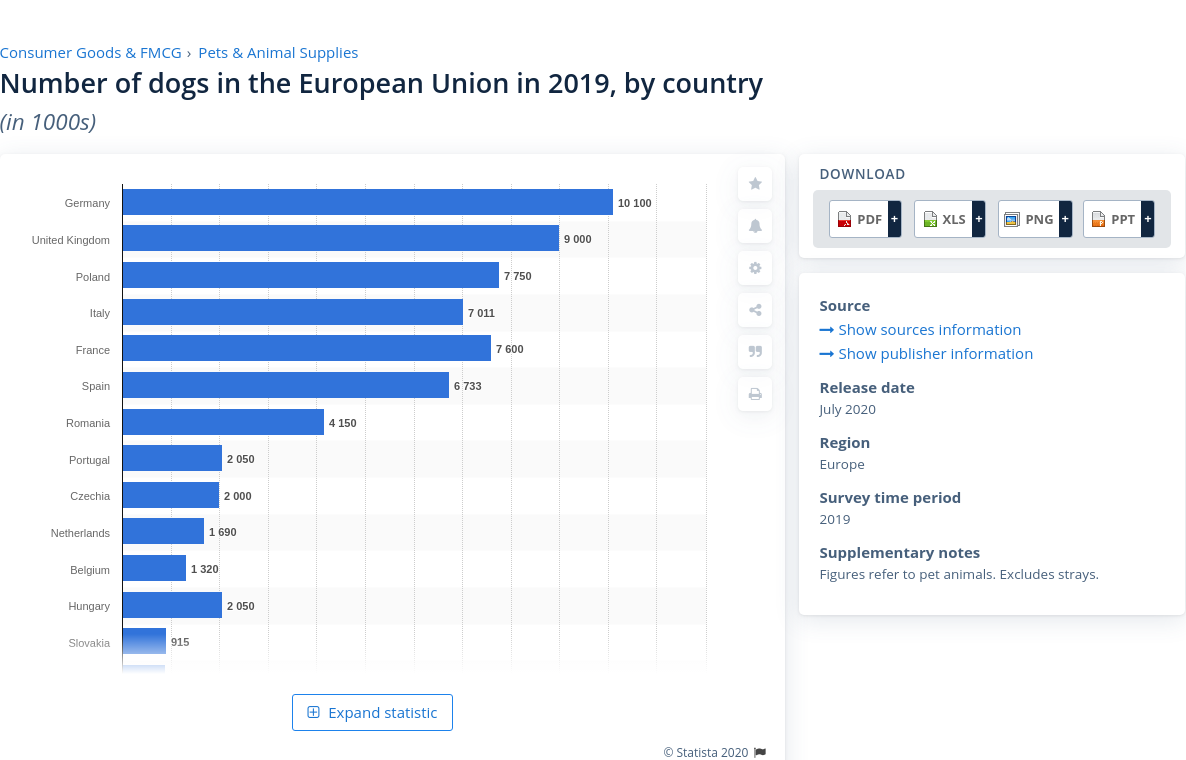 Consumer Goods & FMCG › Pets & Animal Supplies
Number of dogs in the European Union in 2019, by country
(in 1000s)
Germany 10 100
United Kingdom 9 000
Poland 7 750
Italy 7 011
France 7 600
Spain 6 733
Romania 4 150
Portugal 2 050
Czechia 2 000
Netherlands 1 690
Belgium 1 320
Hungary 2 050
Slovakia 915
Expand statistic
© Statista 2020
DOWNLOAD
PDF + XLS + PNG + PPT +
Source
Show sources information
Show publisher information
Release date
July 2020
Region
Europe
Survey time period
2019
Supplementary notes
Figures refer to pet animals. Excludes strays.